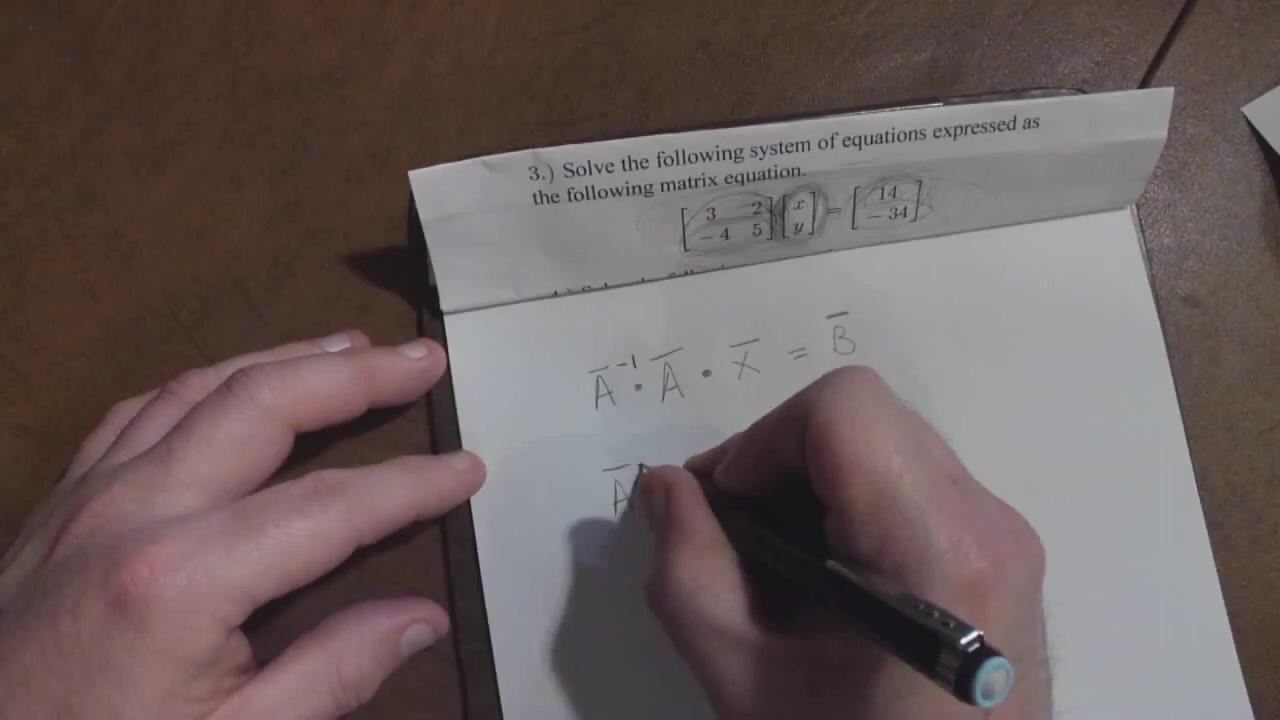 3.) Solve the following system of equations expressed as
the following matrix equation.
[3 2
-4 5] [x
y] = [14
-34]
A̅⁻¹ • A̅ • X̅ = B̅
A̅